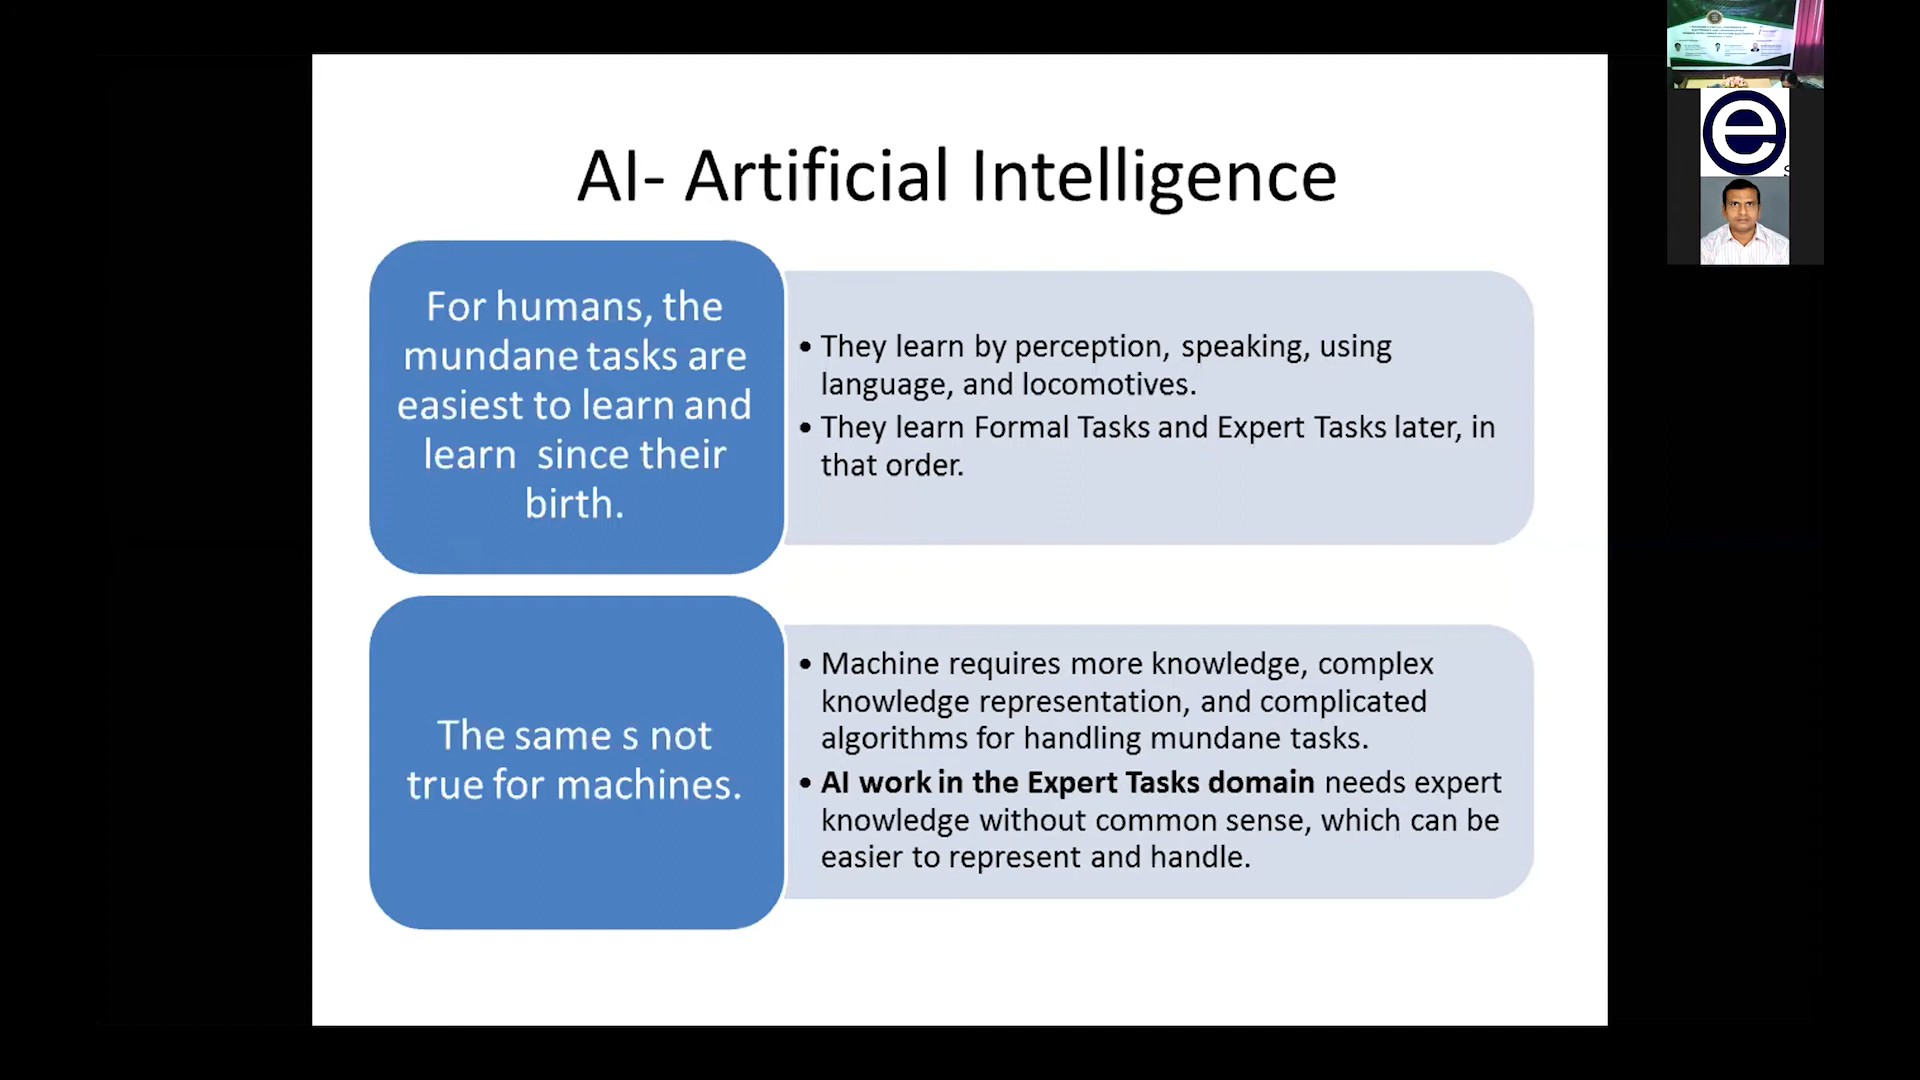 AI- Artificial Intelligence
For humans, the
mundane tasks are
easiest to learn and
learn  since their
birth.
• They learn by perception, speaking, using
language, and locomotives.
• They learn Formal Tasks and Expert Tasks later, in
that order.
The same s not
true for machines.
• Machine requires more knowledge, complex
knowledge representation, and complicated
algorithms for handling mundane tasks.
• AI work in the Expert Tasks domain needs expert
knowledge without common sense, which can be
easier to represent and handle.
e